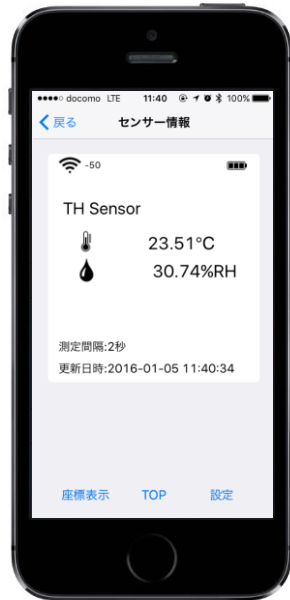 docomo LTE 11:40 100%
戻る センサー情報
-50
TH Sensor
23.51℃
30.74%RH
測定間隔:2秒
更新日時:2016-01-05 11:40:34
座標表示 TOP 設定